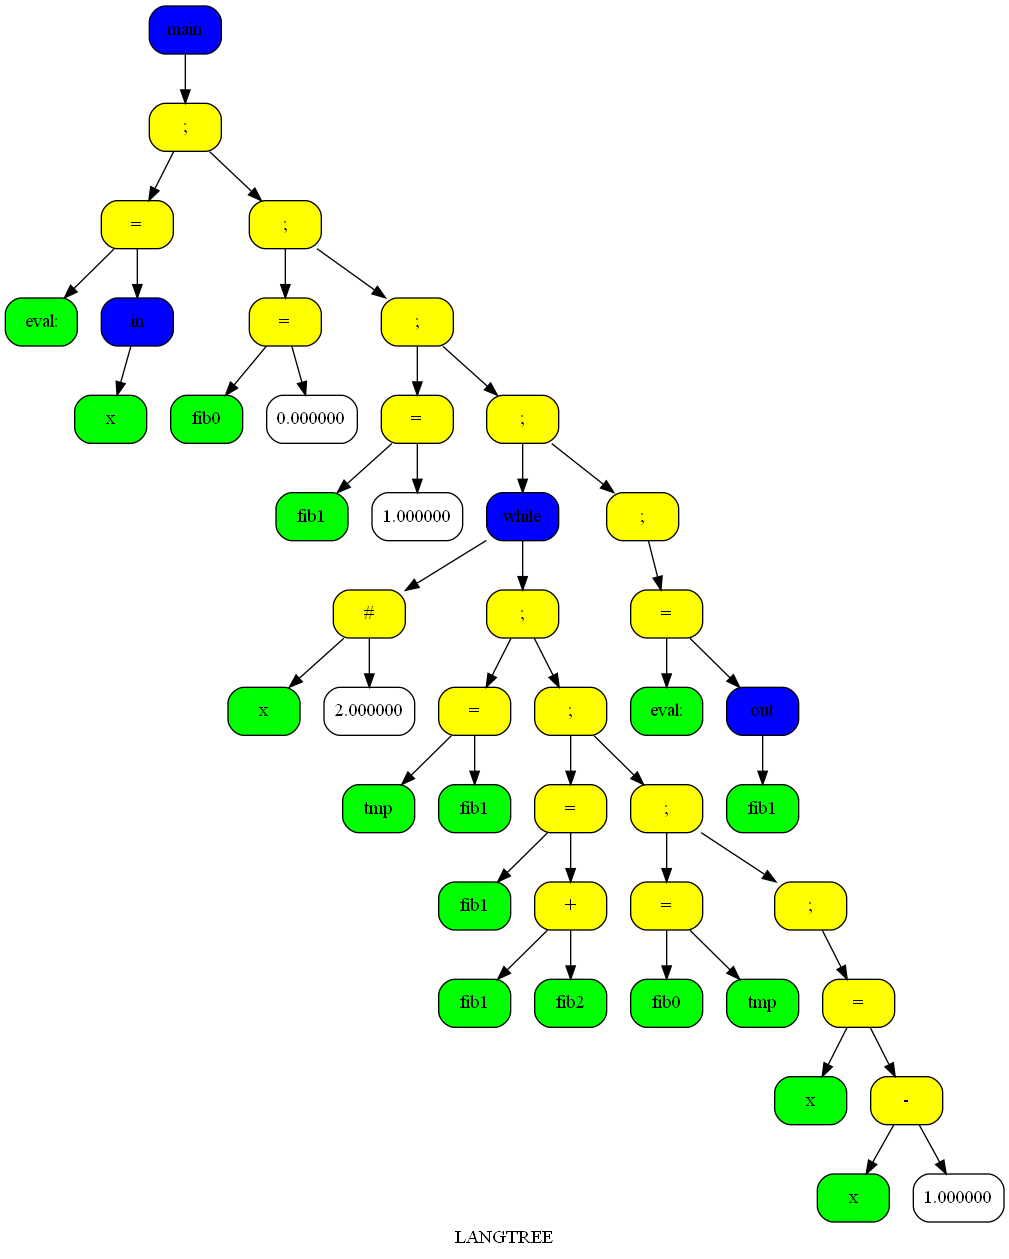 main
;
= ;
eval: in = ;
x fib0 0.000000 = ;
fib1 1.000000 while ;
# ; =
x 2.000000 = ; eval: out
tmp fib1 = ; fib1
fib1 + = ;
fib1 fib2 fib0 tmp =
x -
x 1.000000
LANGTREE